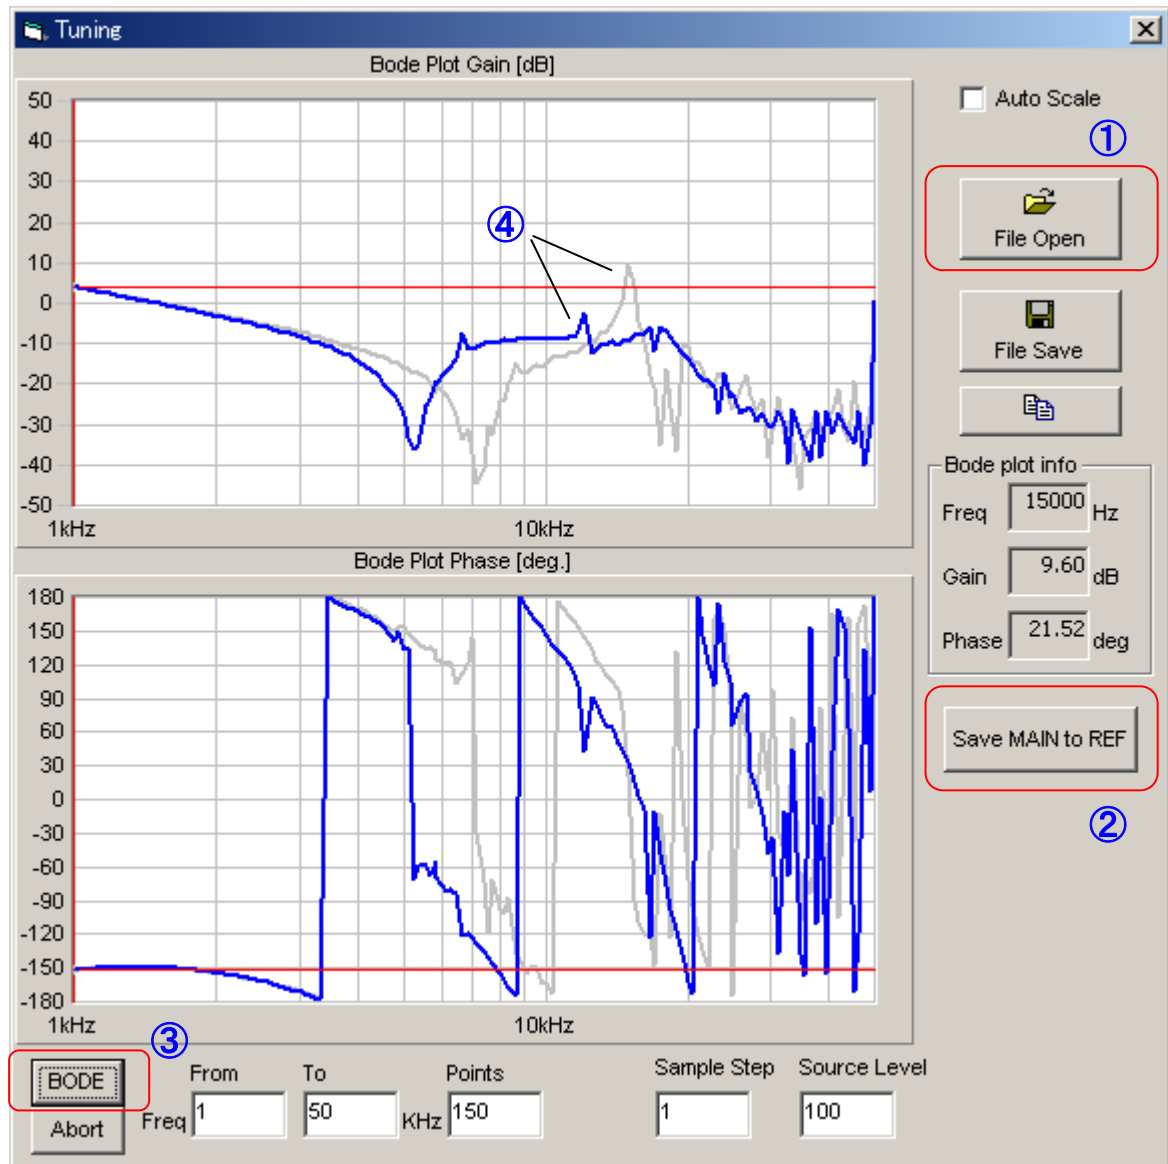 Tuning
Bode Plot Gain [dB]
50
40
30
20
10
0
-10
-20
-30
-40
-50
1kHz
10kHz
④
Auto Scale
①
File Open
File Save
Bode plot info
Freq 15000 Hz
Gain 9.60 dB
Phase 21.52 deg
Save MAIN to REF
②
Bode Plot Phase [deg.]
180
150
120
90
60
30
0
-30
-60
-90
-120
-150
-180
1kHz
10kHz
③
BODE
Abort
From To Points Sample Step Source Level
Freq 1 50 KHz 150 1 100